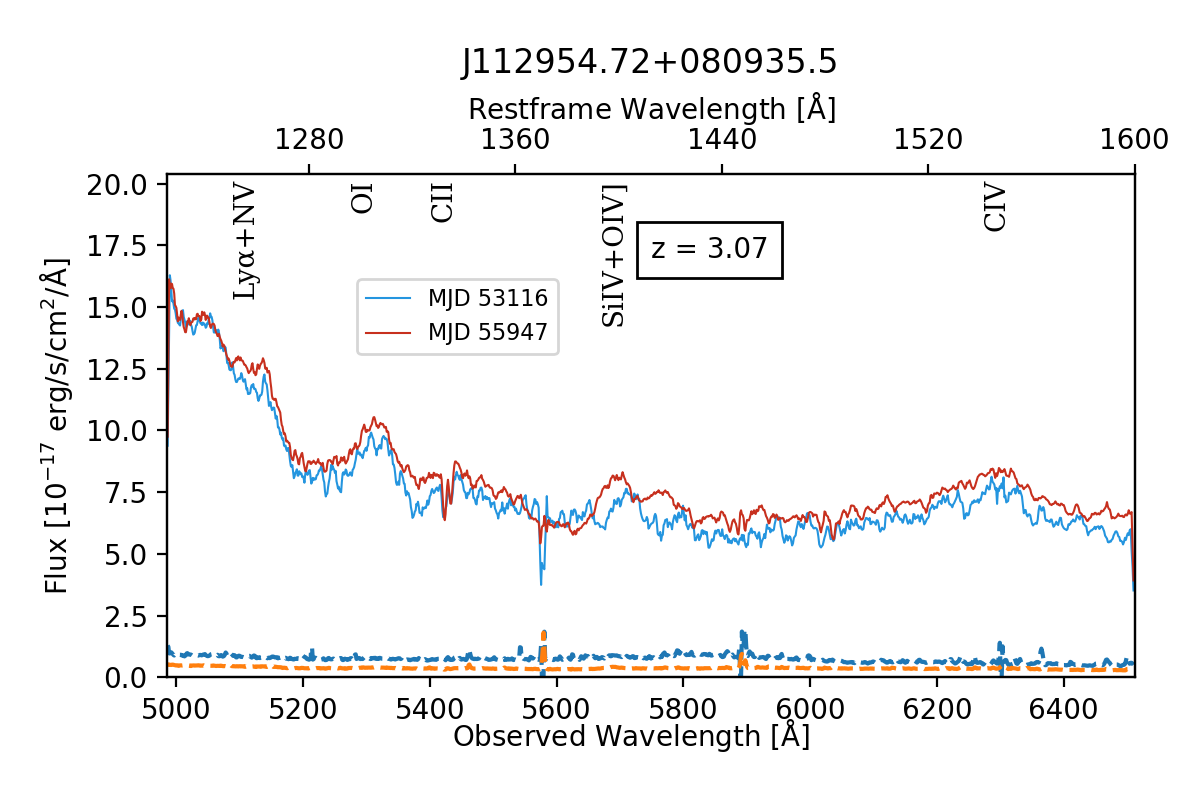 J112954.72+080935.5
Restframe Wavelength [Å]
1280 1360 1440 1520 1600
Lyα+NV
OI
CII
SiIV+OIV]
CIV
z = 3.07
MJD 53116
MJD 55947
Flux [10⁻¹⁷ erg/s/cm²/Å]
20.0
17.5
15.0
12.5
10.0
7.5
5.0
2.5
0.0
5000 5200 5400 5600 5800 6000 6200 6400
Observed Wavelength [Å]